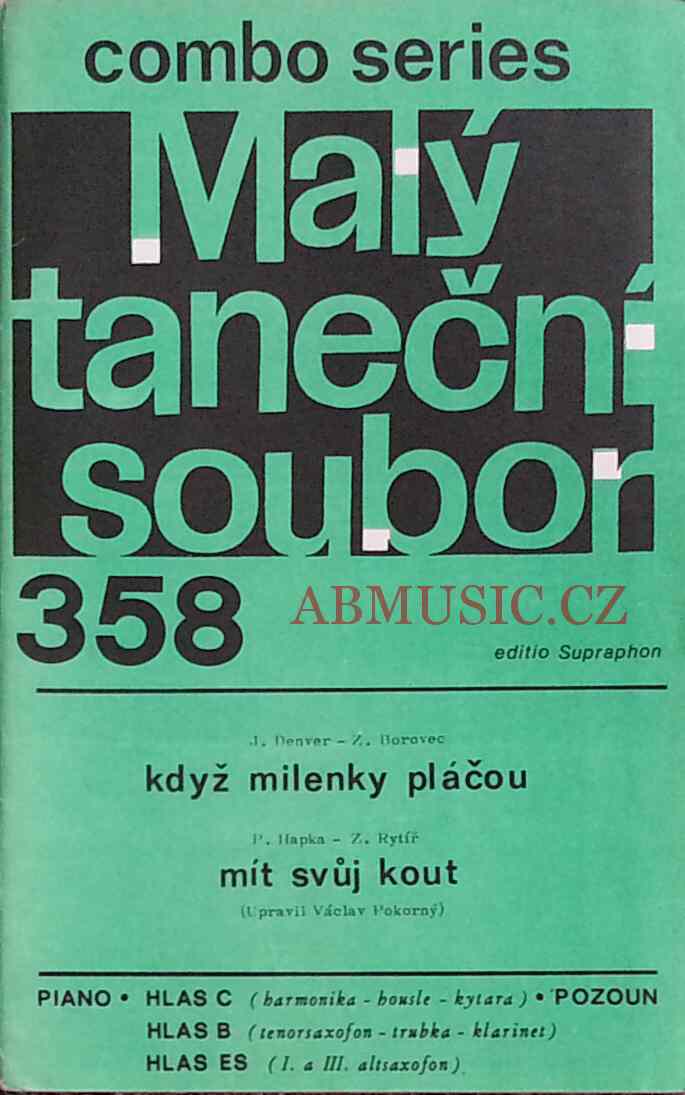 combo series
Malý
taneční
soubor
358
ABMUSIC.CZ
editio Supraphon
J. Denver - Z. Borovec
když milenky pláčou
P. Hapka - Z. Rytíř
mít svůj kout
(Upravil Václav Pokorný)
PIANO • HLAS C (harmonika - housle - kytara) • POZOUN
HLAS B (tenorsaxofon - trubka - klarinet)
HLAS ES (I. a III. altsaxofon)